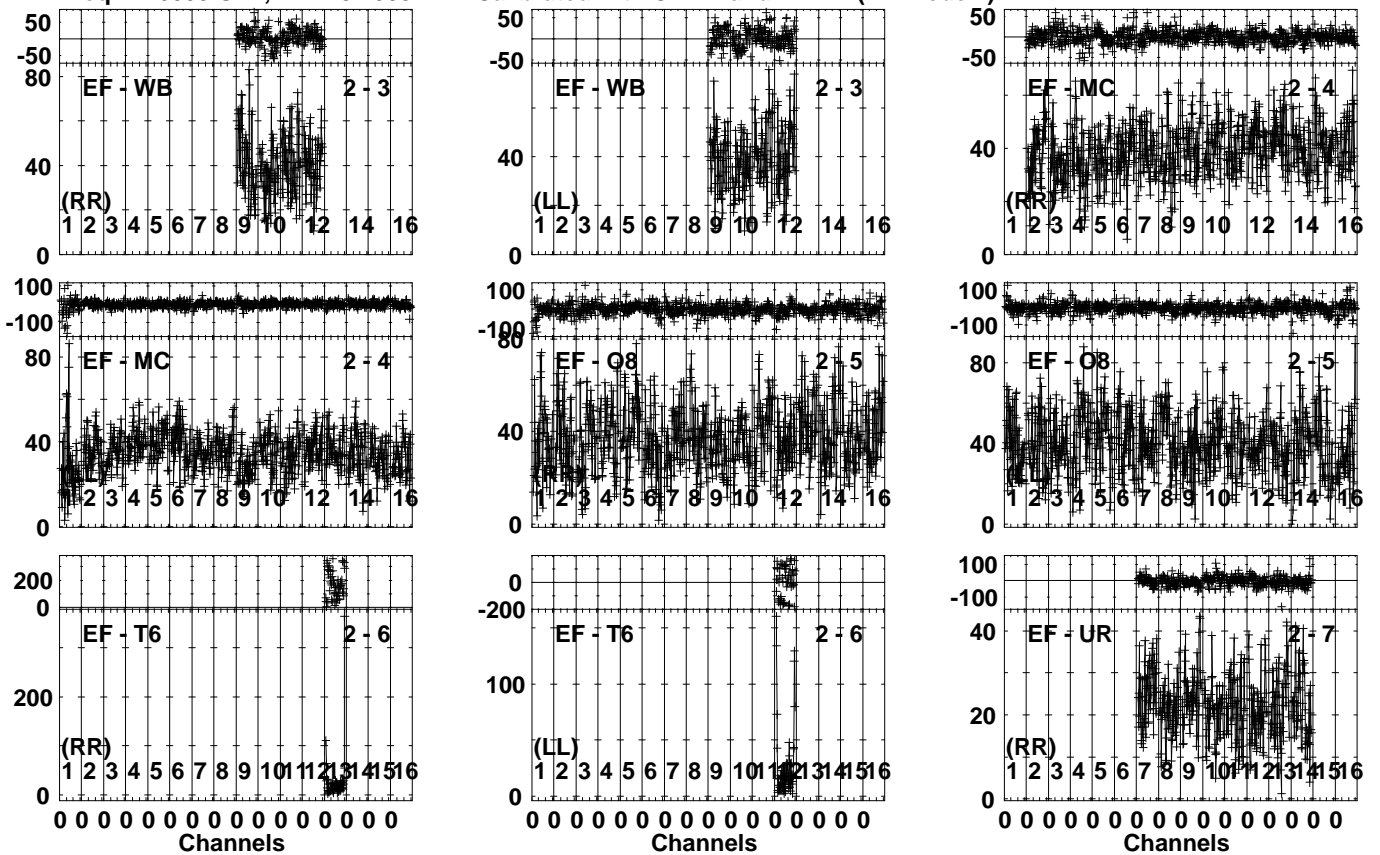 50 50 50
-50 -50 -50
80
EF - WB 2 - 3 EF - WB 2 - 3 EF - MC 2 - 4
40 40 40
(RR) (LL) (RR)
1 2 3 4 5 6 7 8 9 10 12 14 16 1 2 3 4 5 6 7 8 9 10 12 14 16 1 2 3 4 5 6 7 8 9 10 12 14 16
0 0 0
100 100 100
-100 -100 -100
80 80 80
EF - MC 2 - 4 EF - O8 2 - 5 EF - O8 2 - 5
40 40 40
(RR) (LL)
2 3 4 5 6 7 8 9 10 12 14 16 1 2 3 4 5 6 7 8 9 10 12 14 16 1 2 3 4 5 6 7 8 9 10 12 14 16
0 0 0
200 0 100
0 -200 -100
EF - T6 2 - 6 EF - T6 2 - 6 EF - UR 2 - 7
40
200 100 20
(RR) (LL) (RR)
1 2 3 4 5 6 7 8 9 10 11 12 13 14 15 16 1 2 3 4 5 6 7 8 9 10 11 12 13 14 15 16 1 2 3 4 5 6 7 8 9 10 11 12 13 14 15 16
0 0 0
0 0 0 0 0 0 0 0 0 0 0 0 0 0 0 0 0 0 0 0 0 0 0 0 0 0 0 0 0 0 0 0 0 0 0 0 0 0 0 0 0 0 0 0 0 0 0 0
Channels Channels Channels